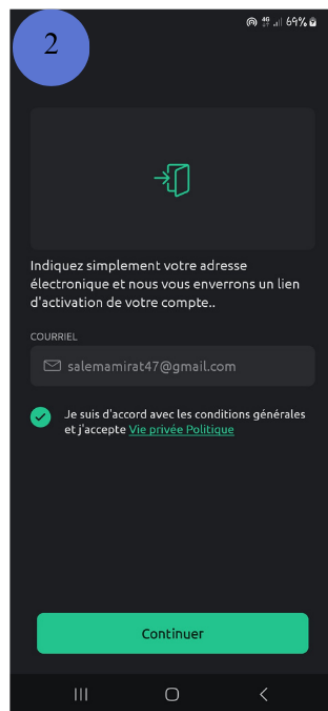 2
4G 69%
Indiquez simplement votre adresse
électronique et nous vous enverrons un lien
d'activation de votre compte..
COURRIEL
salemamirat47@gmail.com
Je suis d'accord avec les conditions générales
et j'accepte Vie privée Politique
Continuer